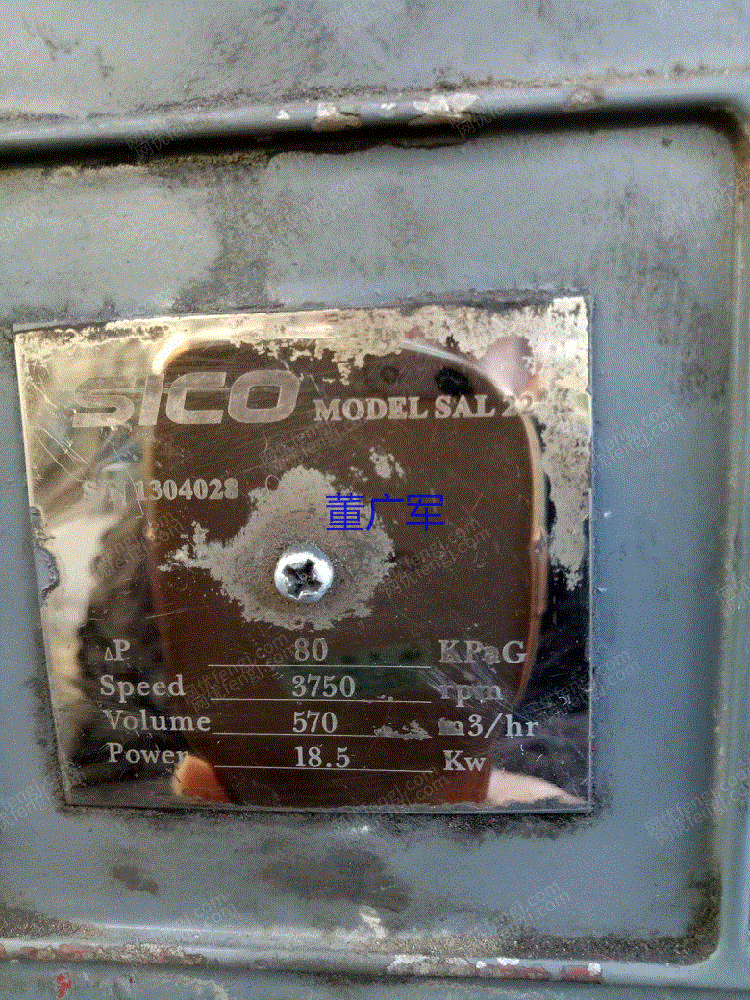 SICO MODEL SAL 22
S/N 1304028
董广军
ΔP 80 KPaG
Speed 3750 rpm
Volume 570 m3/hr
Power 18.5 Kw